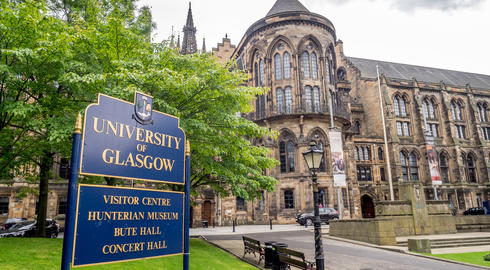 UNIVERSITY
OF
GLASGOW
VISITOR CENTRE
HUNTERIAN MUSEUM
BUTE HALL
CONCERT HALL